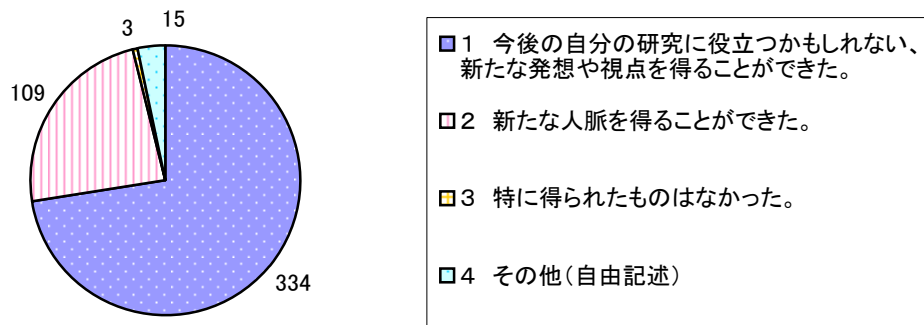 3
15
109
334
1 今後の自分の研究に役立つかもしれない、
新たな発想や視点を得ることができた。
2 新たな人脈を得ることができた。
3 特に得られたものはなかった。
4 その他(自由記述)